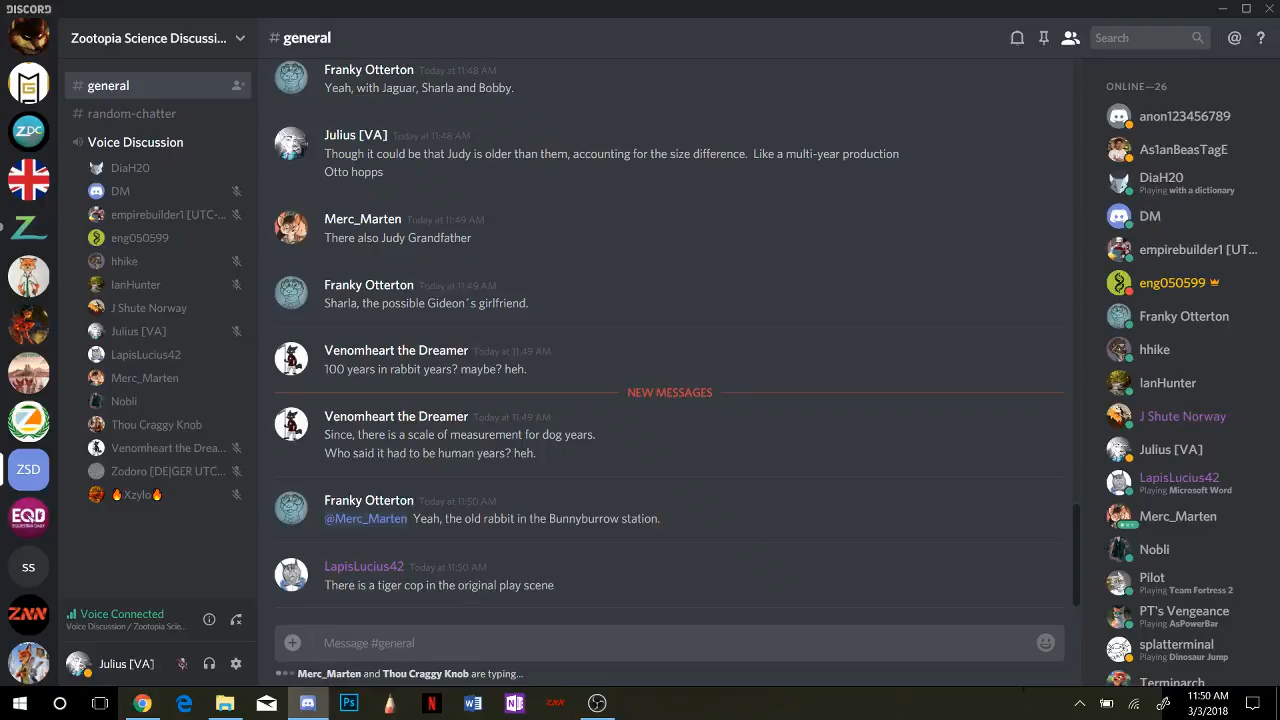 DISCORD
Zootopia Science Discussi...
# general
Search
@
?
# general
# random-chatter
Voice Discussion
DiaH20
DM
empirebuilder1 [UTC-...
eng050599
hhike
IanHunter
J Shute Norway
Julius [VA]
LapisLucius42
Merc_Marten
Nobli
Thou Craggy Knob
Venomheart the Drea...
Zodoro [DE|GER UTC...
🔥Xzylo🔥
Voice Connected
Voice Discussion / Zootopia Scie...
Julius [VA]
ZDC
ZSD
EQD
EQUESTRIA DAILY
ss
ZNN
Franky Otterton Today at 11:48 AM
Yeah, with Jaguar, Sharla and Bobby.
Julius [VA] Today at 11:48 AM
Though it could be that Judy is older than them, accounting for the size difference. Like a multi-year production
Otto hopps
Merc_Marten Today at 11:49 AM
There also Judy Grandfather
Franky Otterton Today at 11:49 AM
Sharla, the possible Gideon´s girlfriend.
Venomheart the Dreamer Today at 11:49 AM
100 years in rabbit years? maybe? heh.
NEW MESSAGES
Venomheart the Dreamer Today at 11:49 AM
Since, there is a scale of measurement for dog years.
Who said it had to be human years? heh.
Franky Otterton Today at 11:50 AM
@Merc_Marten Yeah, the old rabbit in the Bunnyburrow station.
LapisLucius42 Today at 11:50 AM
There is a tiger cop in the original play scene
Message #general
Merc_Marten and Thou Craggy Knob are typing...
ONLINE—26
anon123456789
As1anBeasTagE
DiaH20
Playing with a dictionary
DM
empirebuilder1 [UT...
eng050599
Franky Otterton
hhike
IanHunter
J Shute Norway
Julius [VA]
LapisLucius42
Playing Microsoft Word
Merc_Marten
Nobli
Pilot
Playing Team Fortress 2
PT's Vengeance
Playing AsPowerBar
splatterminal
Playing Dinosaur Jump
Terminarch
Ps
N
ZNN
11:50 AM
3/3/2018